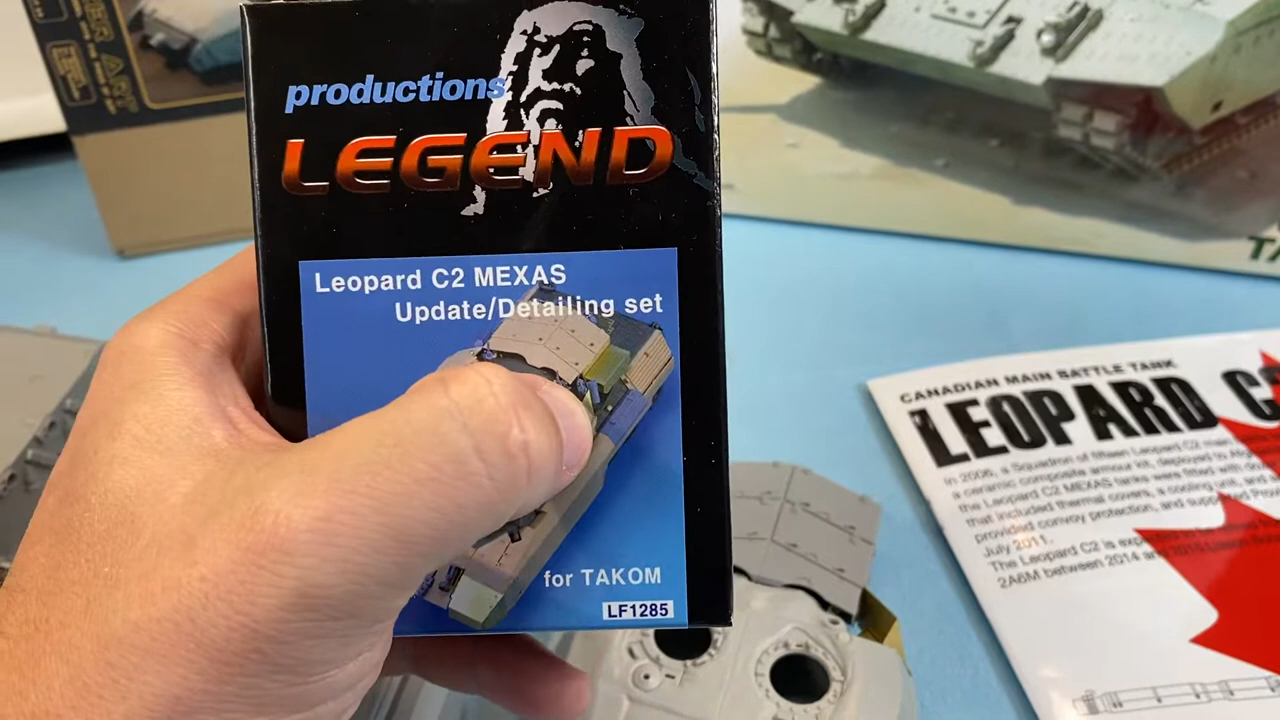 productions
LEGEND
Leopard C2 MEXAS
Update/Detailing set
for TAKOM
LF1285
TA
CANADIAN MAIN BATTLE TANK
LEOPARD C2
In 2006, a Squadron of fifteen Leopard C2 main
a ceramic composite armour kit, deployed to
the Leopard C2 MEXAS tanks were fitted with
that included thermal covers, a cooling unit, and
provided convoy protection, and
July 2011.
The Leopard C2 is
2A6M between 2014 and